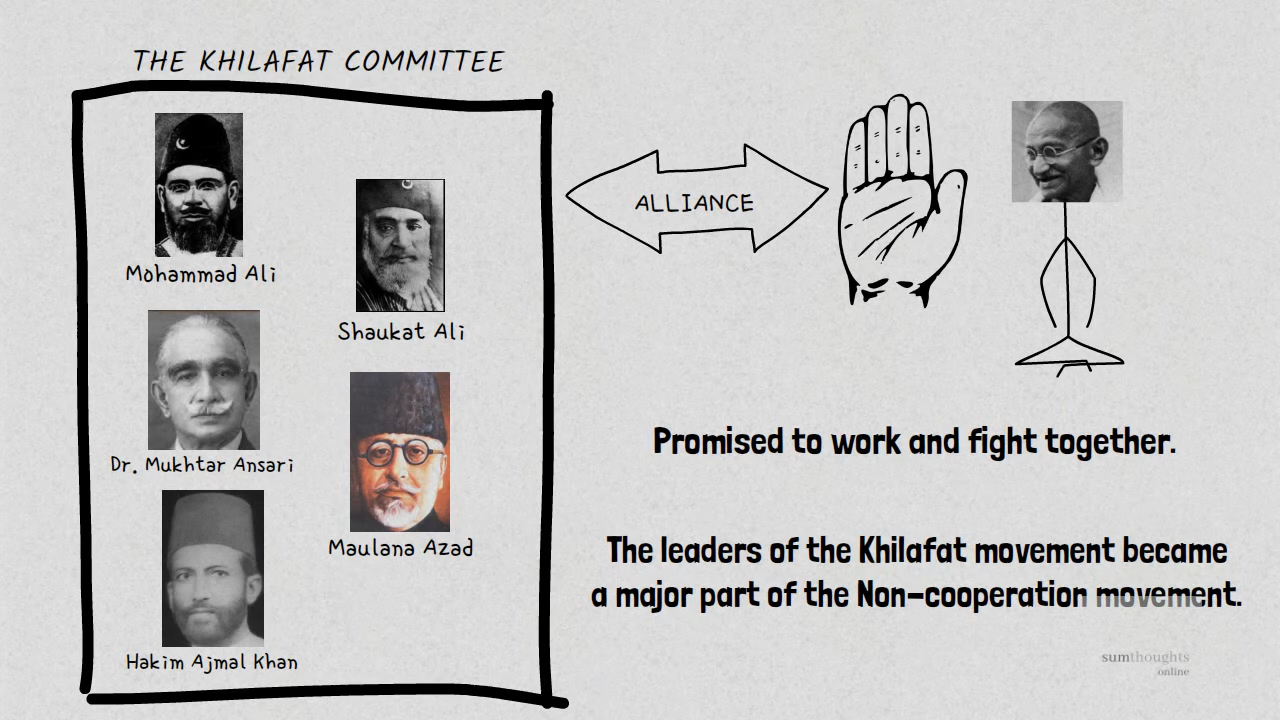 THE KHILAFAT COMMITTEE
Mohammad Ali
Shaukat Ali
Dr. Mukhtar Ansari
Maulana Azad
Hakim Ajmal Khan
ALLIANCE
Promised to work and fight together.
The leaders of the Khilafat movement became
a major part of the Non-cooperation movement.
sumthoughts
online